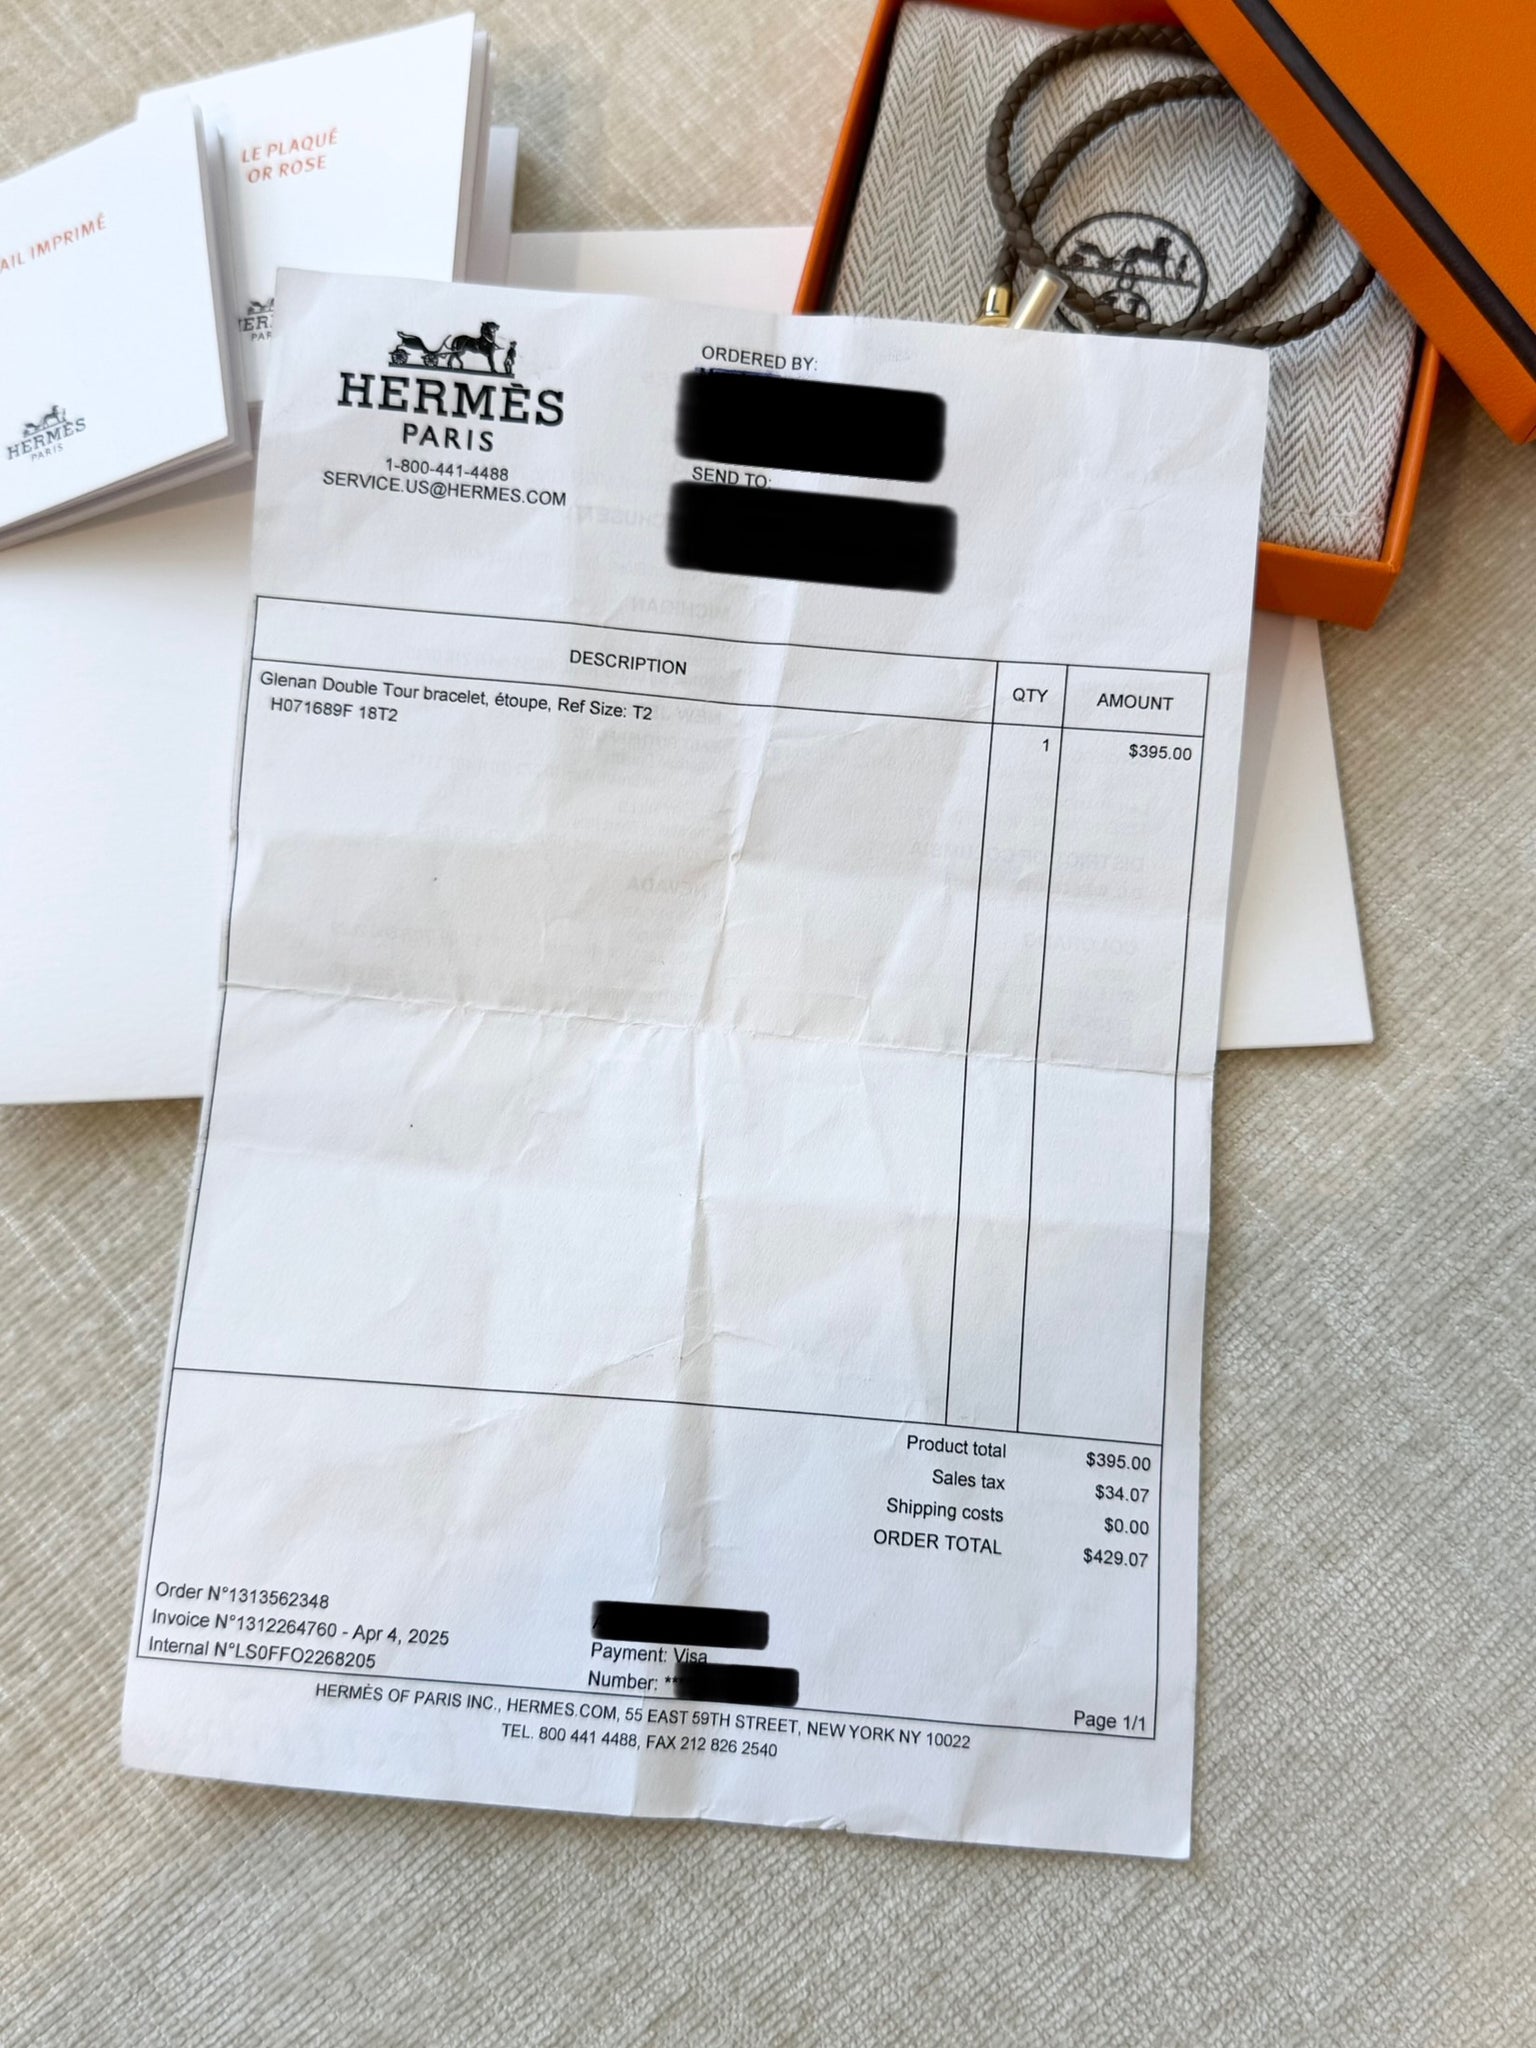 LE PLAQUÉ
OR ROSE
AIL IMPRIMÉ
HERMÈS
PARIS
HERMÈS
PARIS
1-800-441-4488
SERVICE.US@HERMES.COM
ORDERED BY:
SEND TO:
DESCRIPTION
QTY
AMOUNT
Glenan Double Tour bracelet, étoupe, Ref Size: T2
H071689F 18T2
1
$395.00
Product total $395.00
Sales tax $34.07
Shipping costs $0.00
ORDER TOTAL $429.07
Order N°1313562348
Invoice N°1312264760 - Apr 4, 2025
Internal N°LS0FFO2268205
Payment: Visa
Number: **
Page 1/1
HERMÈS OF PARIS INC., HERMES.COM, 55 EAST 59TH STREET, NEW YORK NY 10022
TEL. 800 441 4488, FAX 212 826 2540